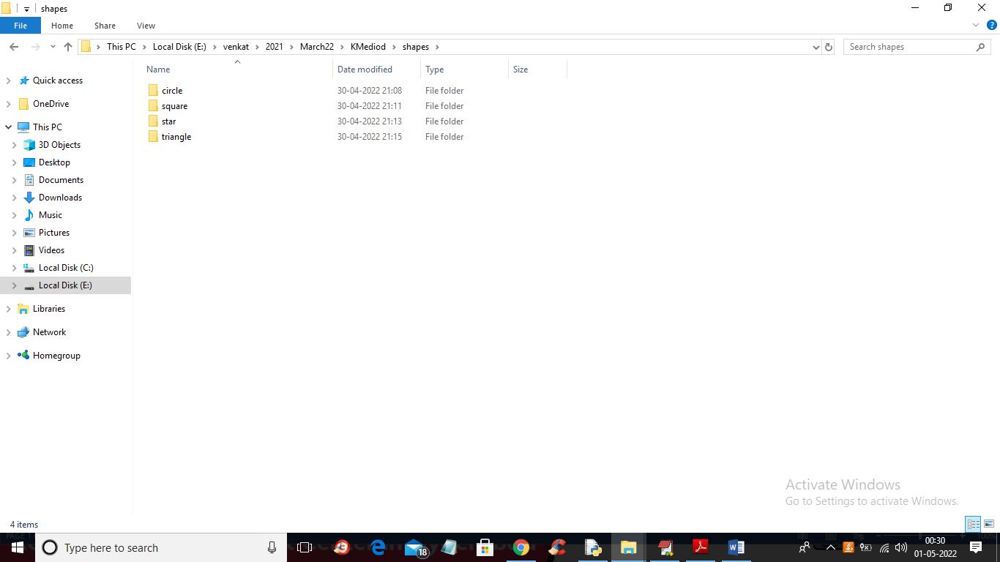 shapes
File Home Share View
This PC Local Disk (E:) venkat 2021 March22 KMediod shapes
Search shapes
Name Date modified Type Size
circle 30-04-2022 21:08 File folder
square 30-04-2022 21:11 File folder
star 30-04-2022 21:13 File folder
triangle 30-04-2022 21:15 File folder
Quick access
OneDrive
This PC
3D Objects
Desktop
Documents
Downloads
Music
Pictures
Videos
Local Disk (C:)
Local Disk (E:)
Libraries
Network
Homegroup
Activate Windows
Go to Settings to activate Windows.
4 items
Type here to search
18
00:30
01-05-2022